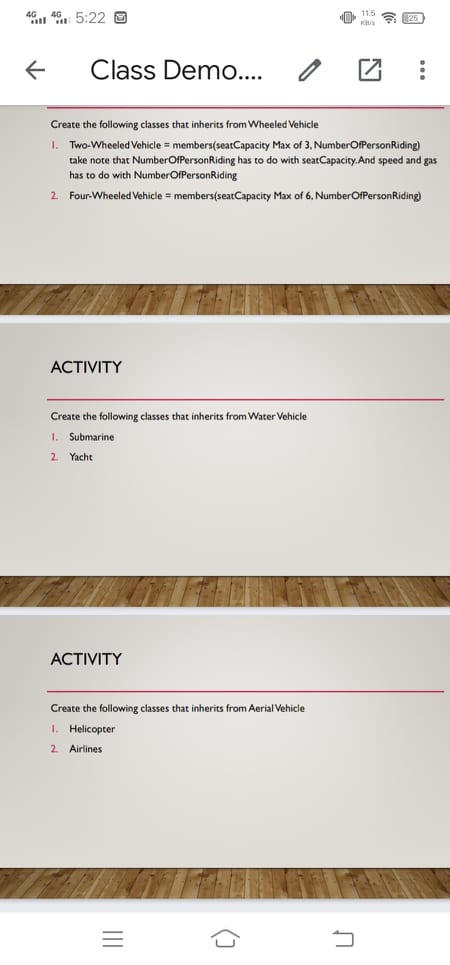 4G 4G 5:22 11.5 KB/s 25
Class Demo....
Create the following classes that inherits from Wheeled Vehicle
1. Two-Wheeled Vehicle = members(seatCapacity Max of 3, NumberOfPersonRiding)
take note that NumberOfPersonRiding has to do with seatCapacity.And speed and gas
has to do with NumberOfPersonRiding
2. Four-Wheeled Vehicle = members(seatCapacity Max of 6, NumberOfPersonRiding)
ACTIVITY
Create the following classes that inherits from Water Vehicle
1. Submarine
2. Yacht
ACTIVITY
Create the following classes that inherits from Aerial Vehicle
1. Helicopter
2. Airlines